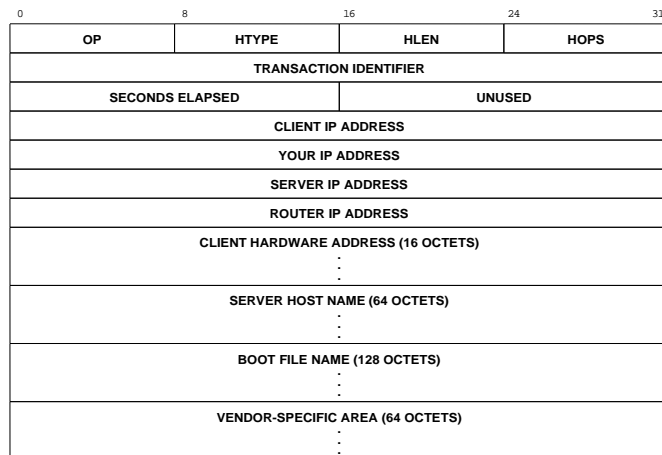 0 8 16 24 31
OP HTYPE HLEN HOPS
TRANSACTION IDENTIFIER
SECONDS ELAPSED UNUSED
CLIENT IP ADDRESS
YOUR IP ADDRESS
SERVER IP ADDRESS
ROUTER IP ADDRESS
CLIENT HARDWARE ADDRESS (16 OCTETS)
SERVER HOST NAME (64 OCTETS)
BOOT FILE NAME (128 OCTETS)
VENDOR-SPECIFIC AREA (64 OCTETS)